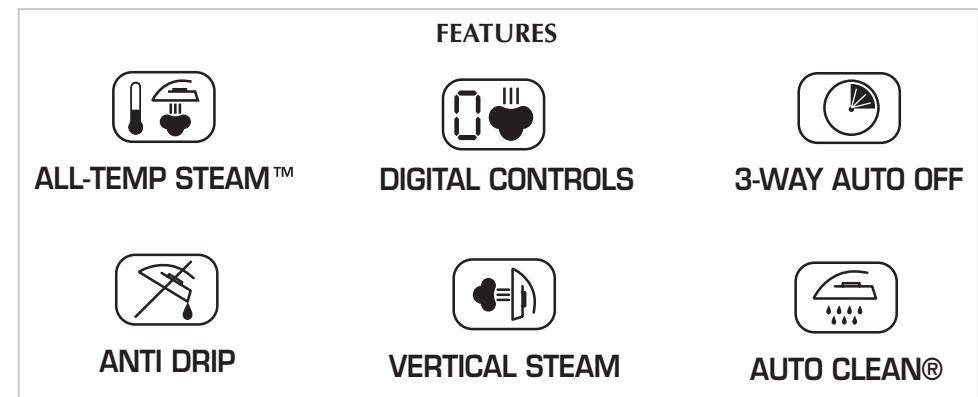 FEATURES
ALL-TEMP STEAM™
DIGITAL CONTROLS
3-WAY AUTO OFF
ANTI DRIP
VERTICAL STEAM
AUTO CLEAN®